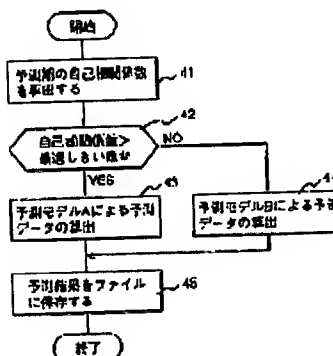 開始
予測期の自己相関係数
を算出する
41
42
自己相関係数>
最適しきい値か
NO
YES
43
予測モデルAによる予測
データの算出
予測モデルBによる予測
データの算出
予測結果をファイル
に保存する
45
終了